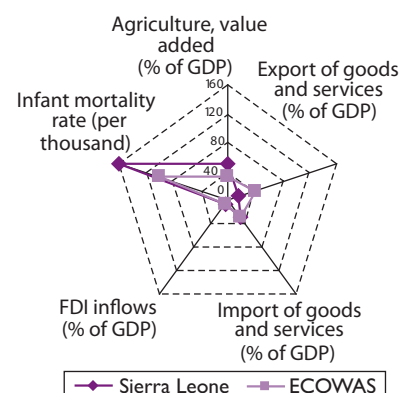 Agriculture, value
added
(% of GDP)
Export of goods
and services
(% of GDP)
Infant mortality
rate (per
thousand)
160
120
80
40
0
FDI inflows
(% of GDP)
Import of goods
and services
(% of GDP)
Sierra Leone
ECOWAS